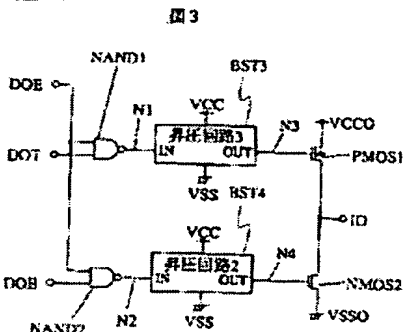 図3
NAND1
BST3
DOE
VCC
VCCO
N1
昇圧回路3
N3
DOT
IN
OUT
PMOS1
VSS
BST4
IO
VCC
N4
昇圧回路2
DOB
IN
OUT
NMOS2
NAND2
N2
VSS
VSSO